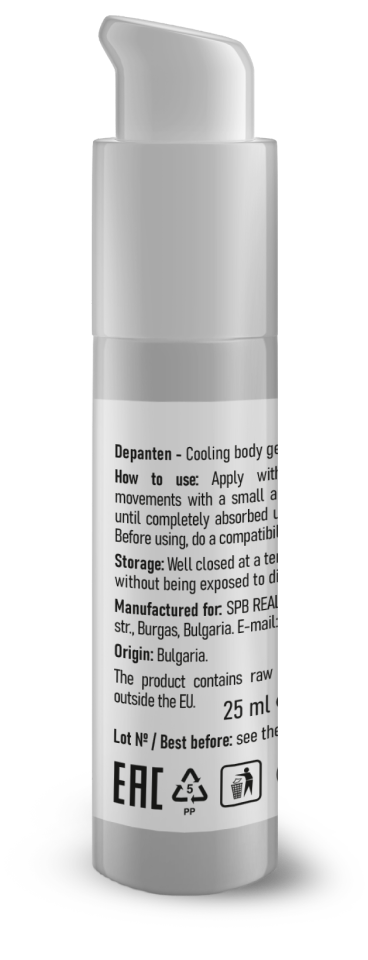 Depanten - Cooling body ge
How to use: Apply with
movements with a small a
until completely absorbed u
Before using, do a compatibil
Storage: Well closed at a te
without being exposed to di
Manufactured for: SPB REAL
str., Burgas, Bulgaria. E-mail:
Origin: Bulgaria.
The product contains raw
outside the EU.
25 ml
Lot Nº / Best before: see the
EAC
5
PP